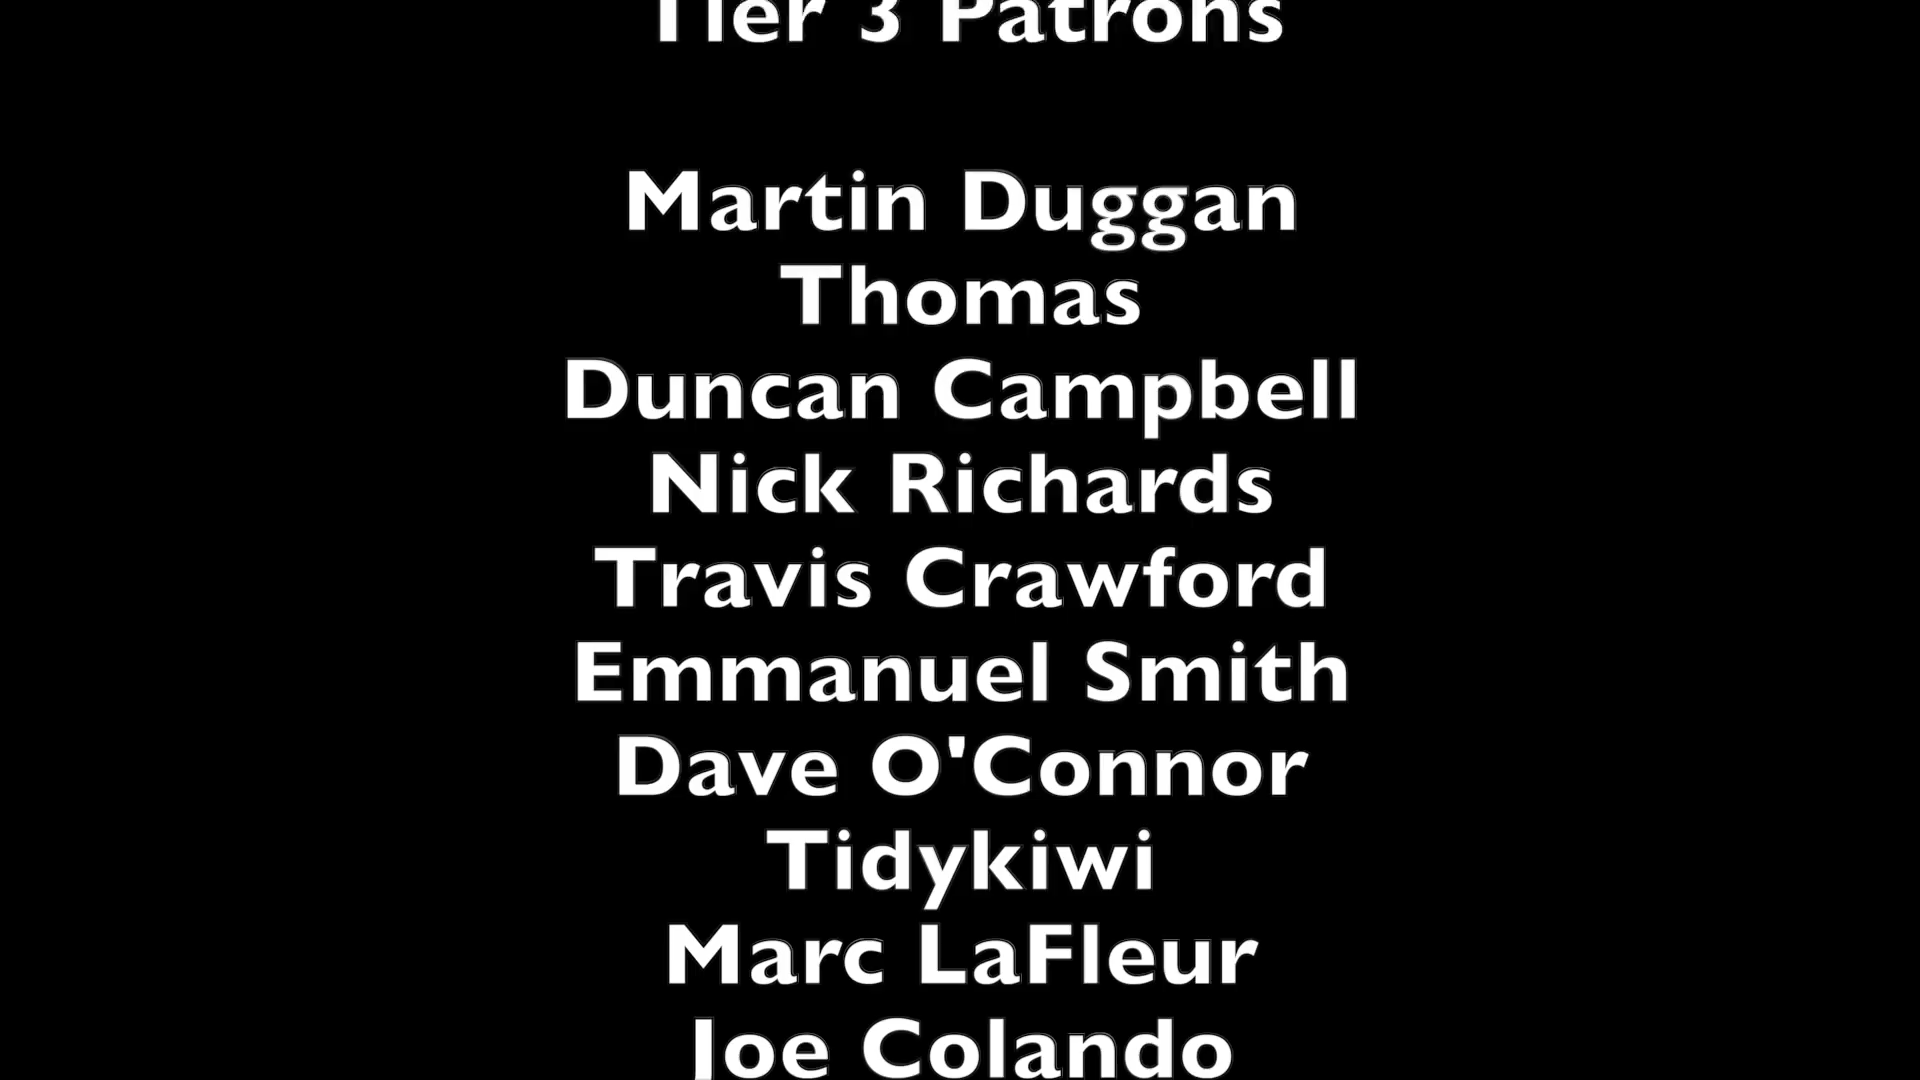 Tier 3 Patrons
Martin Duggan
Thomas
Duncan Campbell
Nick Richards
Travis Crawford
Emmanuel Smith
Dave O'Connor
Tidykiwi
Marc LaFleur
Joe Colando